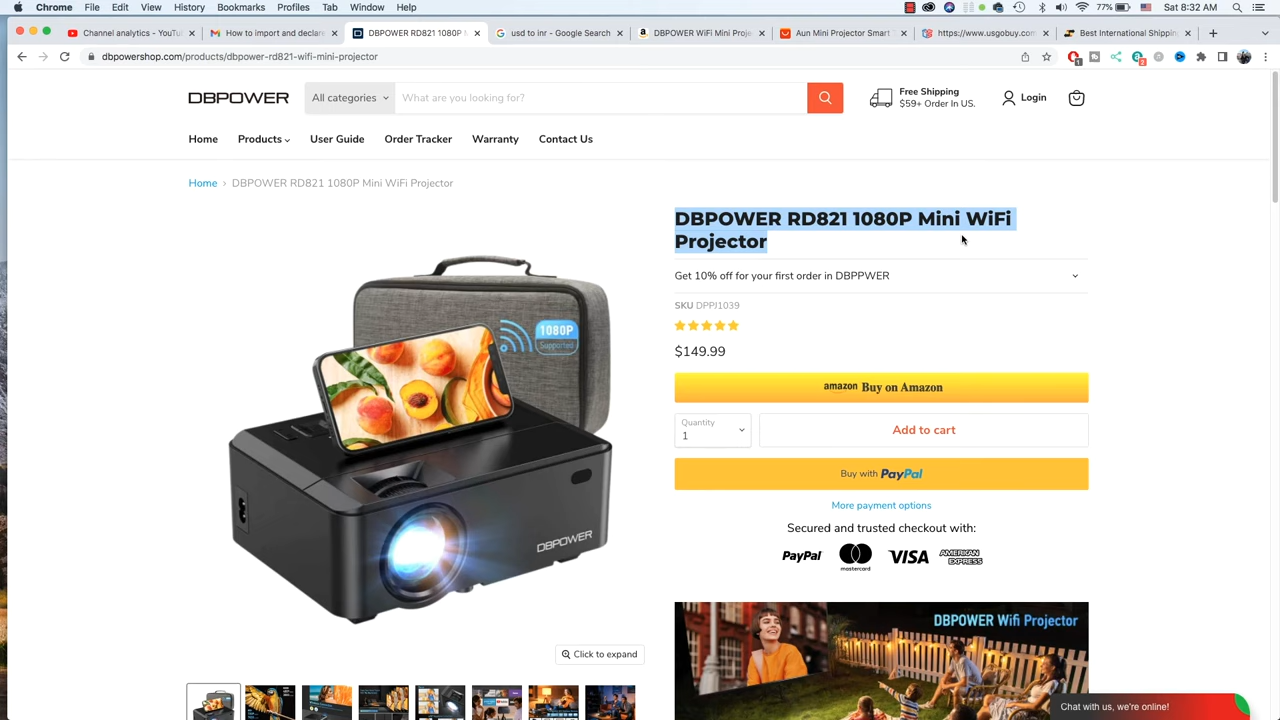 Chrome File Edit View History Bookmarks Profiles Tab Window Help 77% Sat 8:32 AM
Channel analytics - YouTu How to import and declare DBPOWER RD821 1080P M usd to inr - Google Search DBPOWER WiFi Mini Proje Aun Mini Projector Smart https://www.usgobuy.com Best International Shipping
dbpowershop.com/products/dbpower-rd821-wifi-mini-projector
DBPOWER All categories What are you looking for? Free Shipping Login
$59+ Order In US.
Home Products User Guide Order Tracker Warranty Contact Us
Home › DBPOWER RD821 1080P Mini WiFi Projector
DBPOWER RD821 1080P Mini WiFi
Projector
Get 10% off for your first order in DBPPWER
SKU DPPJ1039
$149.99
amazon Buy on Amazon
Quantity
1
Add to cart
Buy with PayPal
More payment options
Secured and trusted checkout with:
PayPal mastercard VISA AMERICAN EXPRESS
1080P
Supported
DBPOWER
Click to expand
DBPOWER Wifi Projector
Chat with us, we're online!